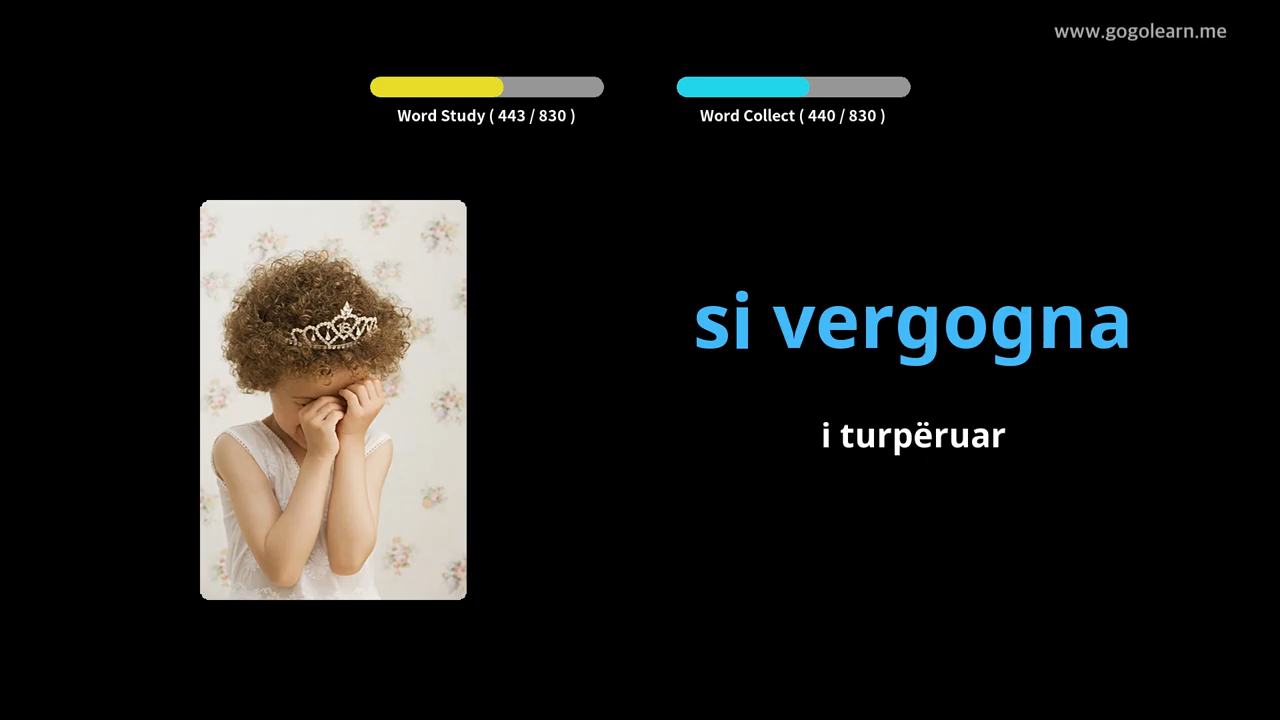 www.gogolearn.me
Word Study ( 443 / 830 )
Word Collect ( 440 / 830 )
si vergogna
i turpëruar